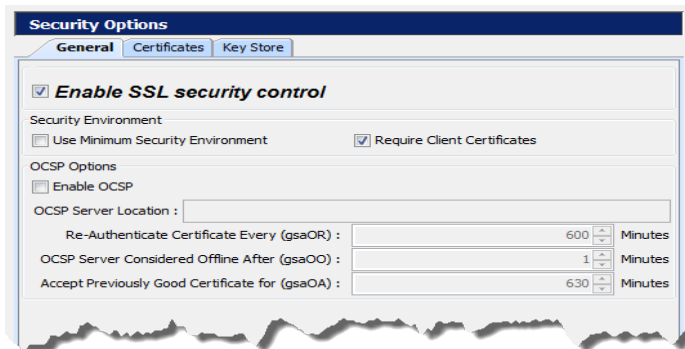 Security Options
General Certificates Key Store
Enable SSL security control
Security Environment
Use Minimum Security Environment Require Client Certificates
OCSP Options
Enable OCSP
OCSP Server Location :
Re-Authenticate Certificate Every (gsaOR) : 600 Minutes
OCSP Server Considered Offline After (gsaOO) : 1 Minutes
Accept Previously Good Certificate for (gsaOA) : 630 Minutes